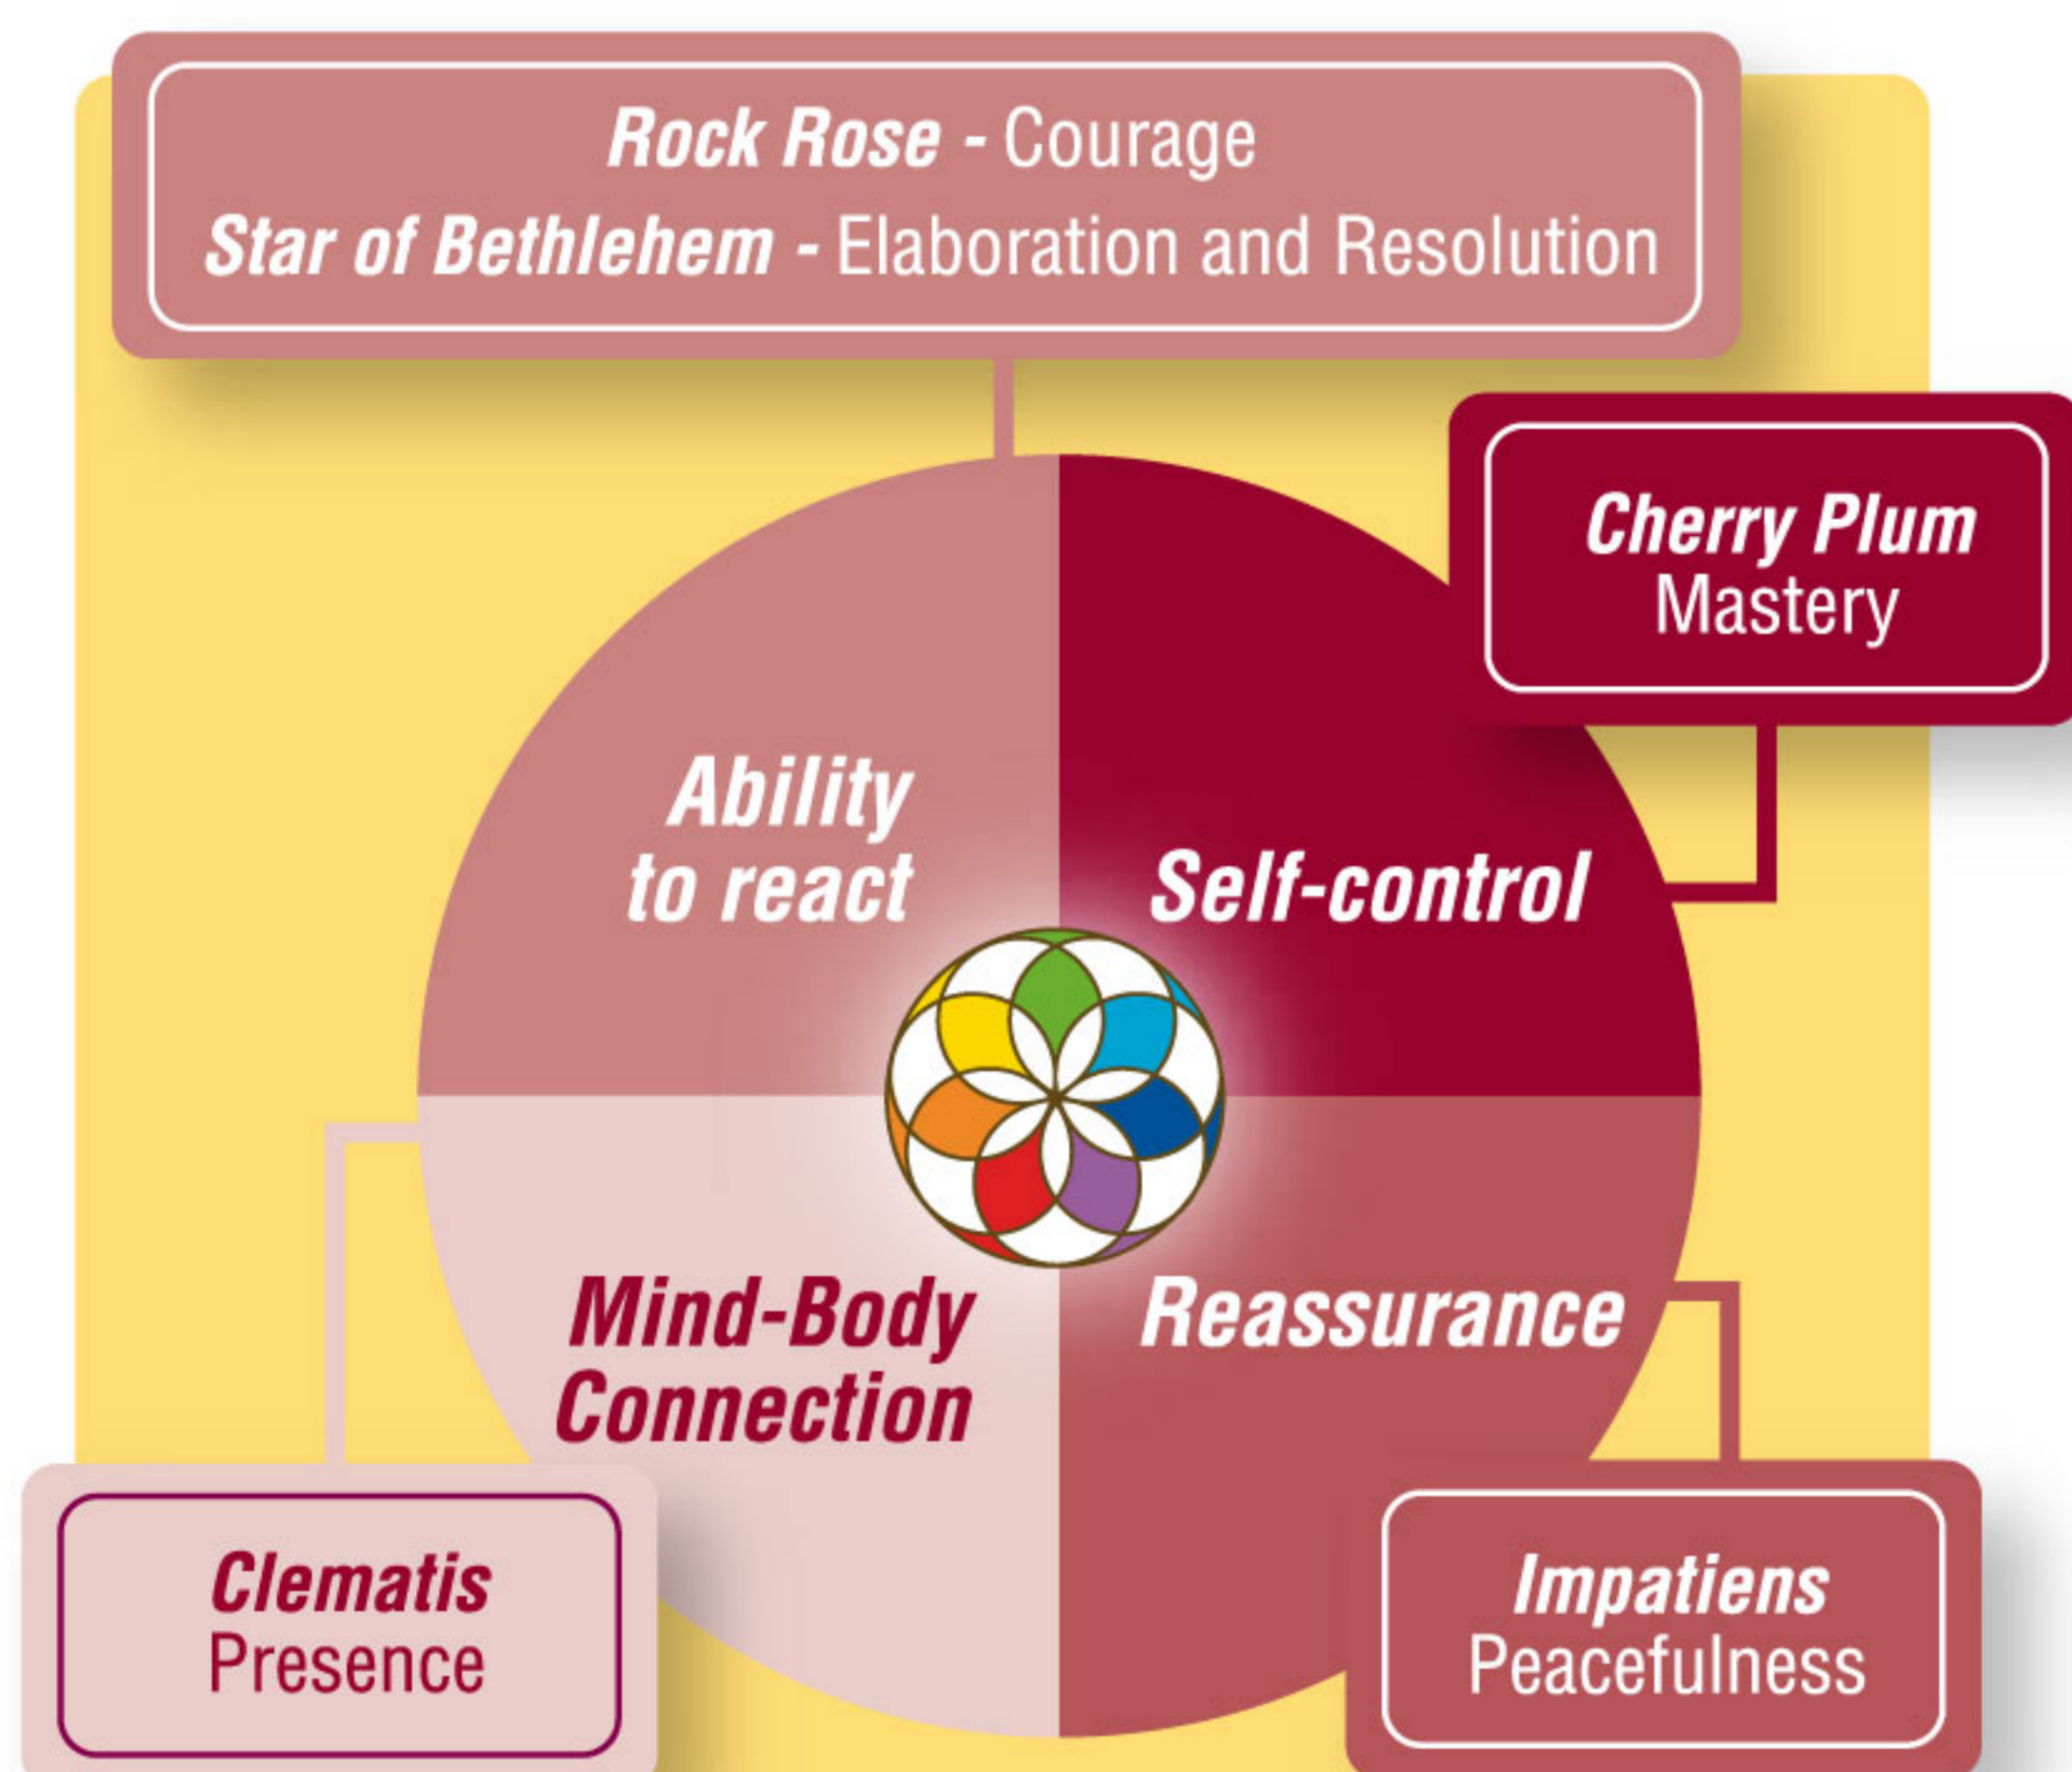 Rock Rose - Courage
Star of Bethlehem - Elaboration and Resolution
Cherry Plum
Mastery
Ability
to react
Self-control
Mind-Body
Connection
Reassurance
Clematis
Presence
Impatiens
Peacefulness